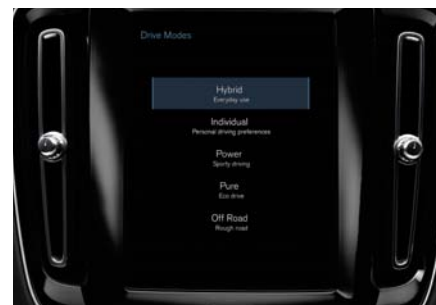 Drive Modes
Hybrid
Everyday use
Individual
Personal driving preferences
Power
Sporty driving
Pure
Eco drive
Off Road
Rough road